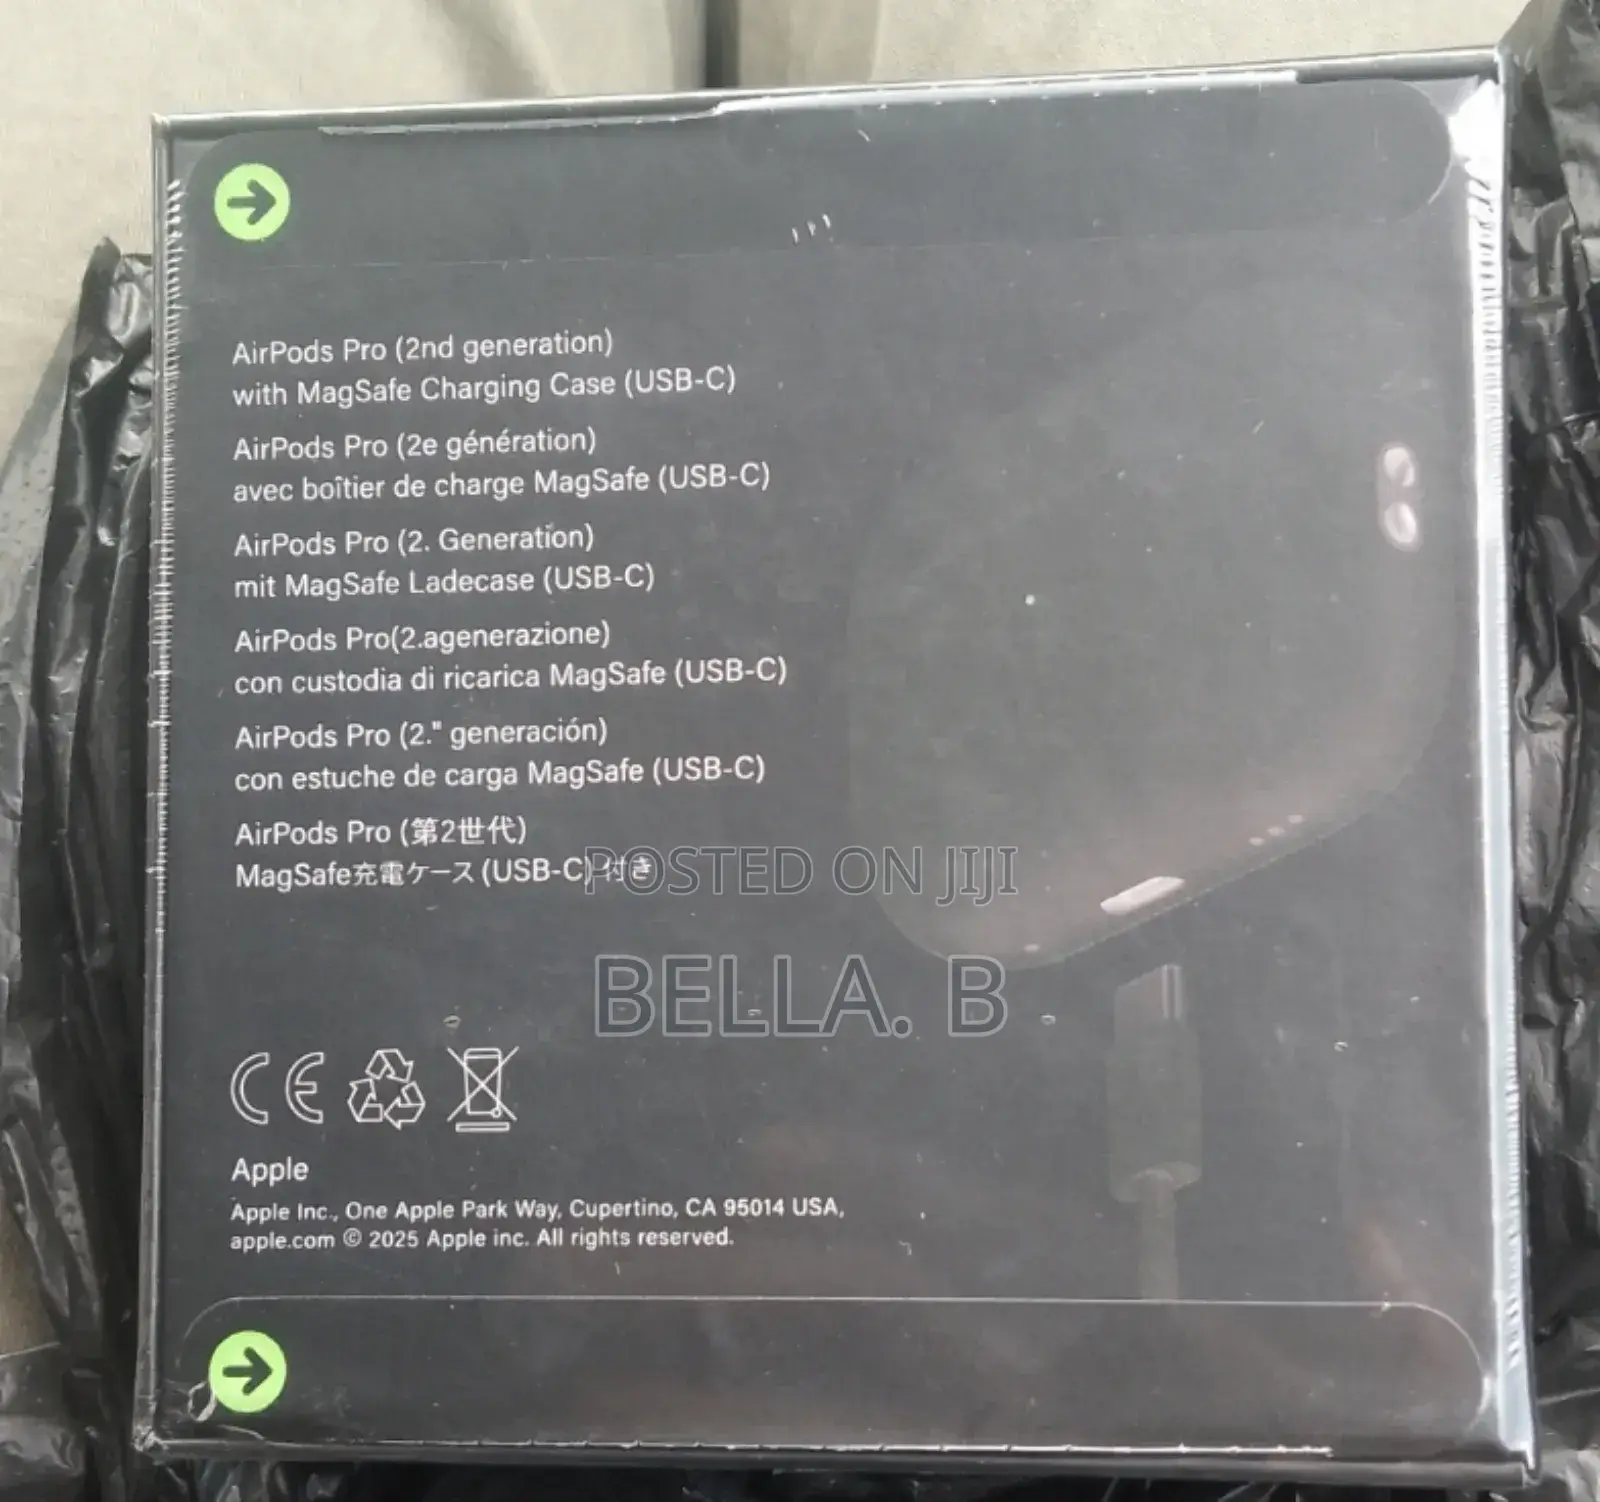 AirPods Pro (2nd generation)
with MagSafe Charging Case (USB-C)
AirPods Pro (2e génération)
avec boîtier de charge MagSafe (USB-C)
AirPods Pro (2. Generation)
mit MagSafe Ladecase (USB-C)
AirPods Pro(2.agenerazione)
con custodia di ricarica MagSafe (USB-C)
AirPods Pro (2." generación)
con estuche de carga MagSafe (USB-C)
AirPods Pro (第2世代)
MagSafe充電ケース (USB-C) 付き
POSTED ON JIJI
BELLA. B
CE
Apple
Apple Inc., One Apple Park Way, Cupertino, CA 95014 USA,
apple.com © 2025 Apple inc. All rights reserved.